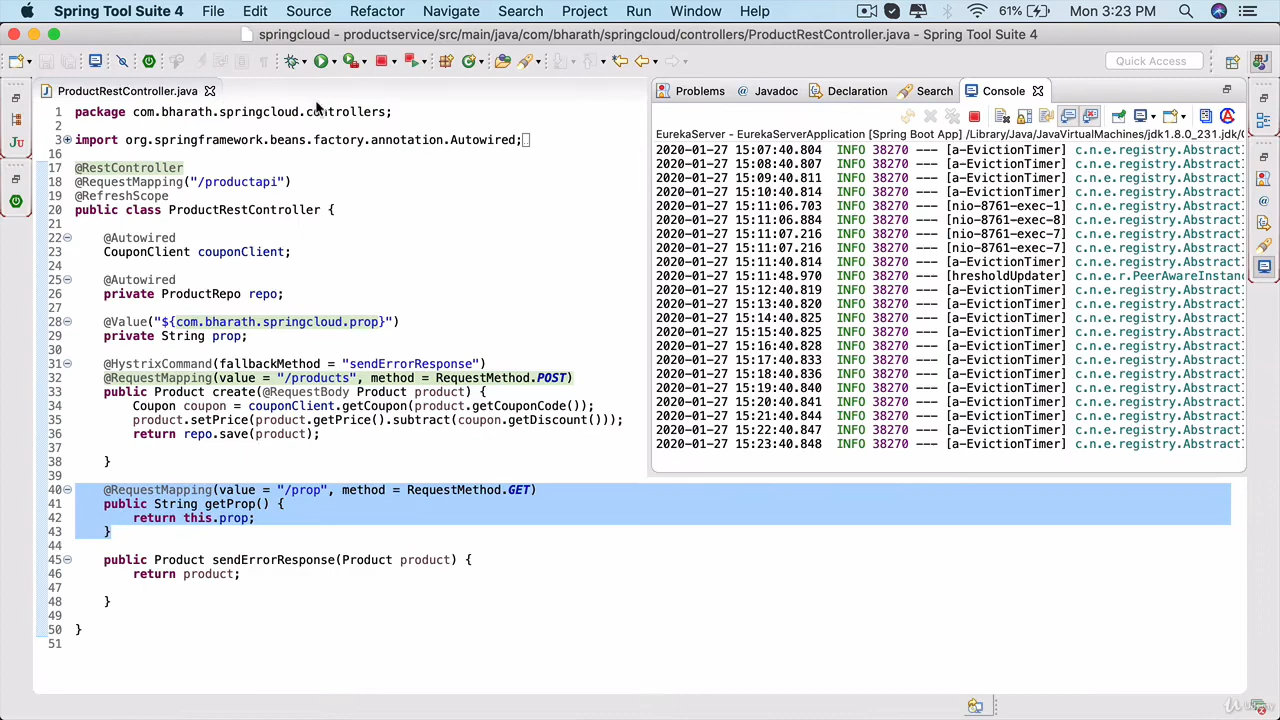 Spring Tool Suite 4 File Edit Source Refactor Navigate Search Project Run Window Help 61% Mon 3:23 PM
springcloud - productservice/src/main/java/com/bharath/springcloud/controllers/ProductRestController.java - Spring Tool Suite 4
Quick Access
ProductRestController.java
1 package com.bharath.springcloud.controllers;
2
3 import org.springframework.beans.factory.annotation.Autowired;
16
17 @RestController
18 @RequestMapping("/productapi")
19 @RefreshScope
20 public class ProductRestController {
21
22 @Autowired
23 CouponClient couponClient;
24
25 @Autowired
26 private ProductRepo repo;
27
28 @Value("${com.bharath.springcloud.prop}")
29 private String prop;
30
31 @HystrixCommand(fallbackMethod = "sendErrorResponse")
32 @RequestMapping(value = "/products", method = RequestMethod.POST)
33 public Product create(@RequestBody Product product) {
34 Coupon coupon = couponClient.getCoupon(product.getCouponCode());
35 product.setPrice(product.getPrice().subtract(coupon.getDiscount()));
36 return repo.save(product);
37
38 }
39
40 @RequestMapping(value = "/prop", method = RequestMethod.GET)
41 public String getProp() {
42 return this.prop;
43 }
44
45 public Product sendErrorResponse(Product product) {
46 return product;
47
48 }
49
50 }
51
Problems Javadoc Declaration Search Console
EurekaServer - EurekaServerApplication [Spring Boot App] /Library/Java/JavaVirtualMachines/jdk1.8.0_231.jdk/
2020-01-27 15:07:40.804 INFO 38270 --- [a-EvictionTimer] c.n.e.registry.Abstract
2020-01-27 15:08:40.807 INFO 38270 --- [a-EvictionTimer] c.n.e.registry.Abstract
2020-01-27 15:09:40.811 INFO 38270 --- [a-EvictionTimer] c.n.e.registry.Abstract
2020-01-27 15:10:40.814 INFO 38270 --- [a-EvictionTimer] c.n.e.registry.Abstract
2020-01-27 15:11:06.703 INFO 38270 --- [nio-8761-exec-1] c.n.e.registry.Abstract
2020-01-27 15:11:06.884 INFO 38270 --- [nio-8761-exec-8] c.n.e.registry.Abstract
2020-01-27 15:11:07.216 INFO 38270 --- [nio-8761-exec-7] c.n.e.registry.Abstract
2020-01-27 15:11:07.216 INFO 38270 --- [nio-8761-exec-7] c.n.e.registry.Abstract
2020-01-27 15:11:40.814 INFO 38270 --- [a-EvictionTimer] c.n.e.registry.Abstract
2020-01-27 15:11:48.970 INFO 38270 --- [hresholdUpdater] c.n.e.r.PeerAwareInstanc
2020-01-27 15:12:40.819 INFO 38270 --- [a-EvictionTimer] c.n.e.registry.Abstract
2020-01-27 15:13:40.820 INFO 38270 --- [a-EvictionTimer] c.n.e.registry.Abstract
2020-01-27 15:14:40.825 INFO 38270 --- [a-EvictionTimer] c.n.e.registry.Abstract
2020-01-27 15:15:40.825 INFO 38270 --- [a-EvictionTimer] c.n.e.registry.Abstract
2020-01-27 15:16:40.828 INFO 38270 --- [a-EvictionTimer] c.n.e.registry.Abstract
2020-01-27 15:17:40.833 INFO 38270 --- [a-EvictionTimer] c.n.e.registry.Abstract
2020-01-27 15:18:40.836 INFO 38270 --- [a-EvictionTimer] c.n.e.registry.Abstract
2020-01-27 15:19:40.840 INFO 38270 --- [a-EvictionTimer] c.n.e.registry.Abstract
2020-01-27 15:20:40.841 INFO 38270 --- [a-EvictionTimer] c.n.e.registry.Abstract
2020-01-27 15:21:40.844 INFO 38270 --- [a-EvictionTimer] c.n.e.registry.Abstract
2020-01-27 15:22:40.847 INFO 38270 --- [a-EvictionTimer] c.n.e.registry.Abstract
2020-01-27 15:23:40.848 INFO 38270 --- [a-EvictionTimer] c.n.e.registry.Abstract